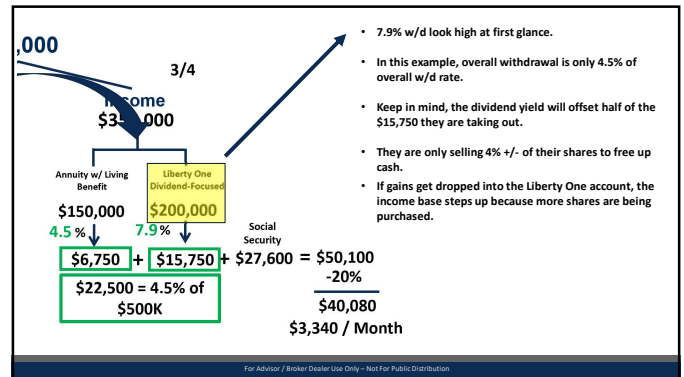 ,000
3/4
Income
$350,000
Annuity w/ Living
Benefit
$150,000
4.5 %
Liberty One
Dividend-Focused
$200,000
7.9 %
Social
Security
$6,750 + $15,750 + $27,600 = $50,100
-20%
$22,500 = 4.5% of
$500K
$40,080
$3,340 / Month
• 7.9% w/d look high at first glance.
• In this example, overall withdrawal is only 4.5% of
overall w/d rate.
• Keep in mind, the dividend yield will offset half of the
$15,750 they are taking out.
• They are only selling 4% +/- of their shares to free up
cash.
• If gains get dropped into the Liberty One account, the
income base steps up because more shares are being
purchased.
For Advisor / Broker Dealer Use Only – Not For Public Distribution